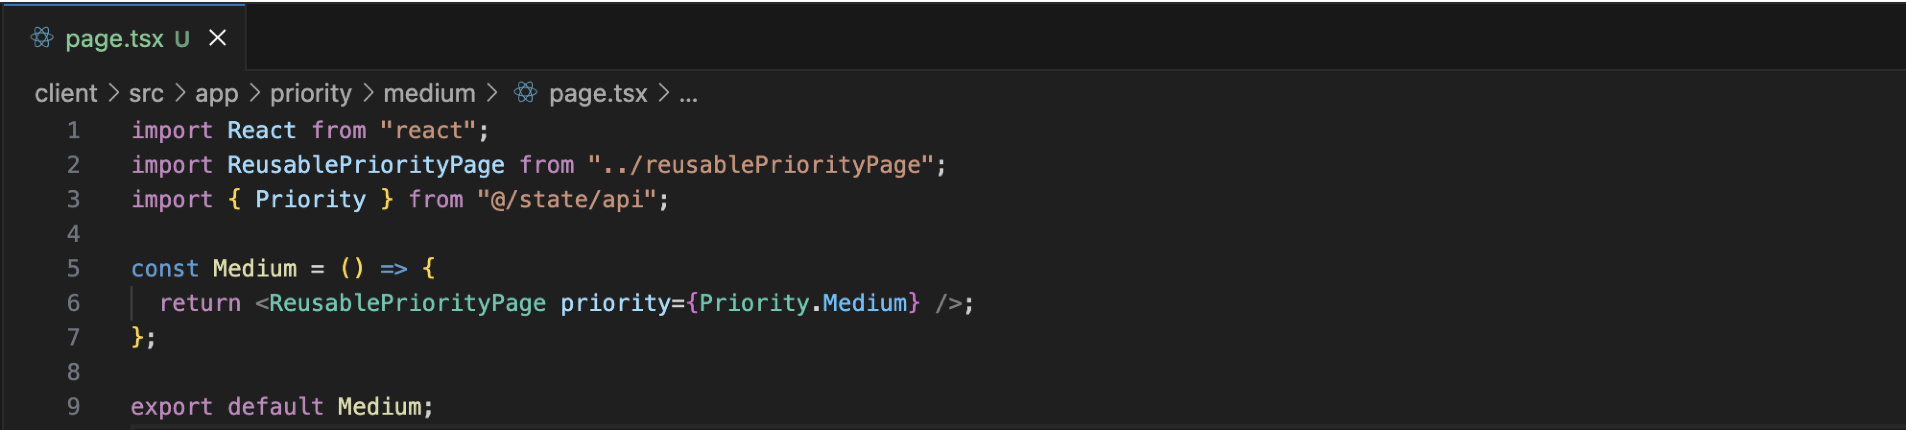 page.tsx U
client > src > app > priority > medium > page.tsx > ...
1 import React from "react";
2 import ReusablePriorityPage from "../reusablePriorityPage";
3 import { Priority } from "@/state/api";
4
5 const Medium = () => {
6   return <ReusablePriorityPage priority={Priority.Medium} />;
7 };
8
9 export default Medium;